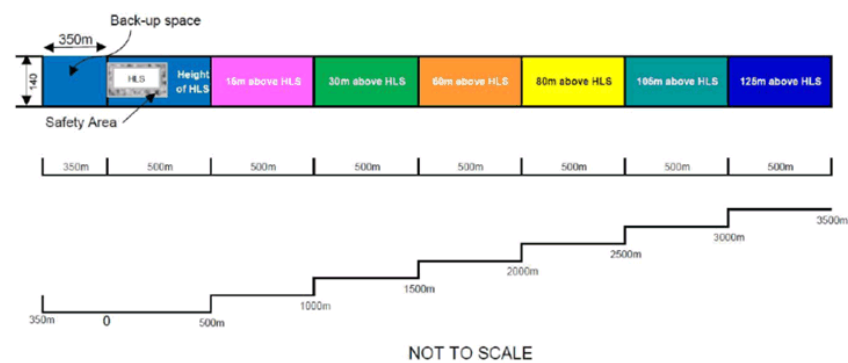 Back-up space
350m
140
HLS
Height
of HLS
15m above HLS
30m above HLS
60m above HLS
80m above HLS
105m above HLS
125m above HLS
Safety Area
350m
500m
500m
500m
500m
500m
500m
500m
350m
0
500m
1000m
1500m
2000m
2500m
3000m
3500m
NOT TO SCALE